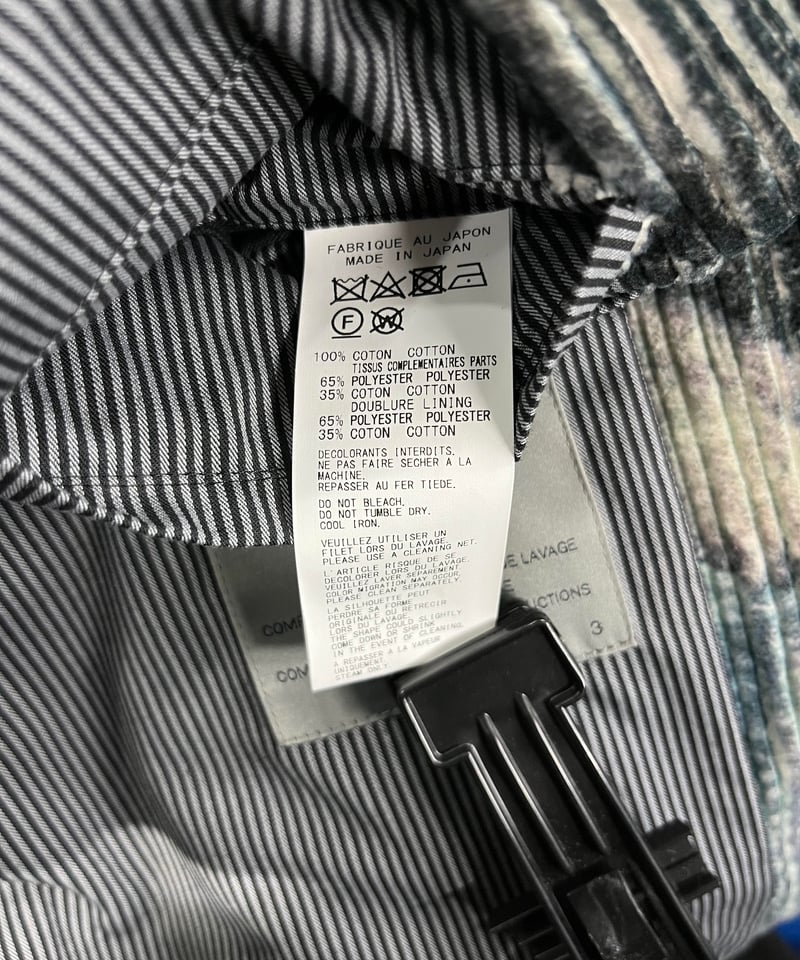 FABRIQUE AU JAPON
MADE IN JAPAN
F W
100% COTON COTTON
TISSUS COMPLEMENTAIRES PARTS
65% POLYESTER POLYESTER
35% COTON COTTON
DOUBLURE LINING
65% POLYESTER POLYESTER
35% COTON COTTON
DECOLORANTS INTERDITS.
NE PAS FAIRE SECHER A LA
MACHINE.
REPASSER AU FER TIEDE.
DO NOT BLEACH.
DO NOT TUMBLE DRY.
COOL IRON.
VEUILLEZ UTILISER UN
FILET LORS DU LAVAGE.
PLEASE USE A CLEANING NET.
L'ARTICLE RISQUE DE SE
DECOLORER LORS DU LAVAGE.
VEUILLEZ LAVER SEPAREMENT.
COLOR MIGRATION MAY OCCUR.
PLEASE CLEAN SEPARATELY.
LA SILHOUETTE PEUT
PERDRE SA FORME
ORIGINALE OU RETRECIR
LORS DU LAVAGE.
THE SHAPE COULD SLIGHTLY
COME DOWN OR SHRINK
IN THE EVENT OF CLEANING.
A REPASSER A LA VAPEUR
UNIQUEMENT.
STEAM ONLY.
E LAVAGE
E
COM UCTIONS
COM 3